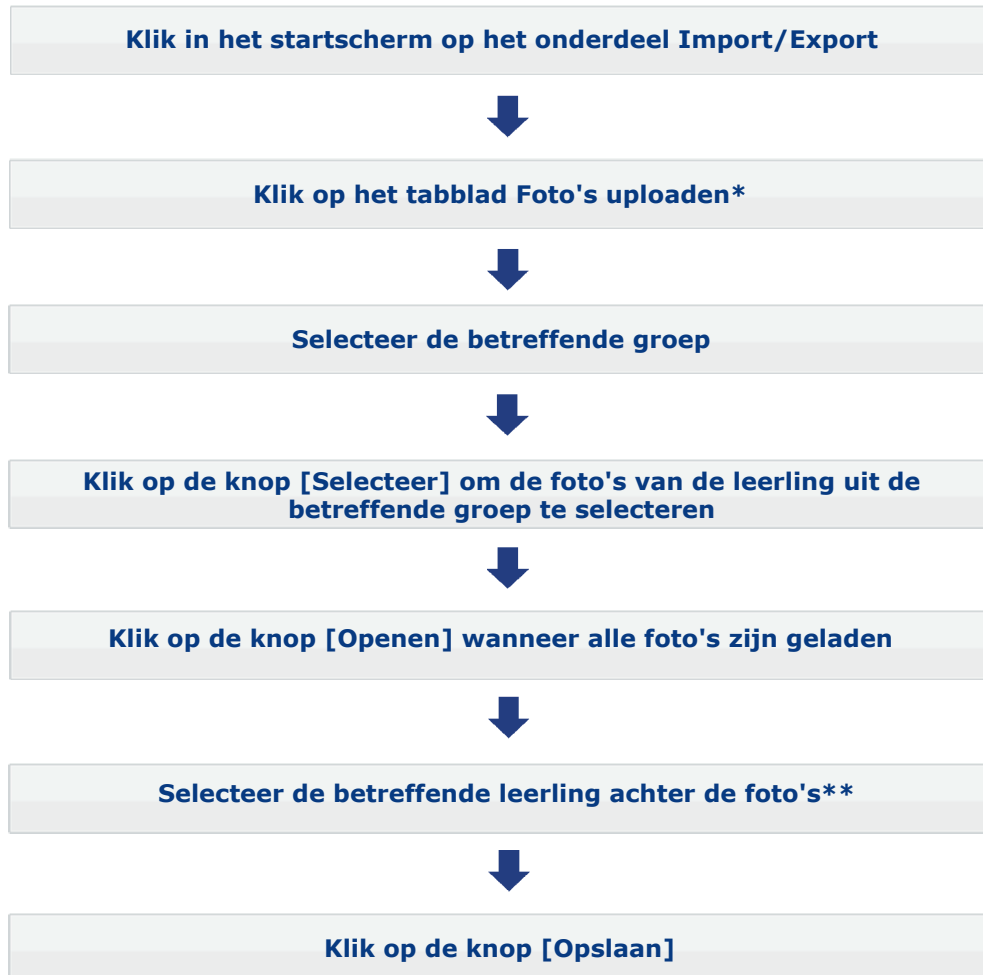 Klik in het startscherm op het onderdeel Import/Export
Klik op het tabblad Foto's uploaden*
Selecteer de betreffende groep
Klik op de knop [Selecteer] om de foto's van de leerling uit de
betreffende groep te selecteren
Klik op de knop [Openen] wanneer alle foto's zijn geladen
Selecteer de betreffende leerling achter de foto's**
Klik op de knop [Opslaan]